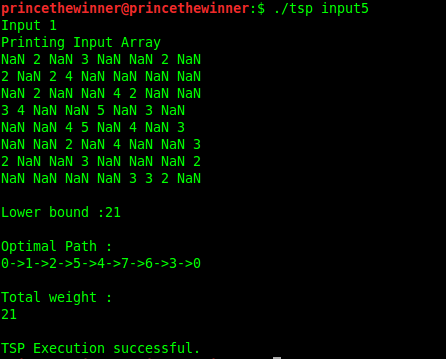 princethewinner@princethewinner:$ ./tsp input5
Input 1
Printing Input Array
NaN 2 NaN 3 NaN NaN 2 NaN
2 NaN 2 4 NaN NaN NaN NaN
NaN 2 NaN NaN 4 2 NaN NaN
3 4 NaN NaN 5 NaN 3 NaN
NaN NaN 4 5 NaN 4 NaN 3
NaN NaN 2 NaN 4 NaN NaN 3
2 NaN NaN 3 NaN NaN NaN 2
NaN NaN NaN NaN 3 3 2 NaN
Lower bound :21
Optimal Path :
0->1->2->5->4->7->6->3->0
Total weight :
21
TSP Execution successful.